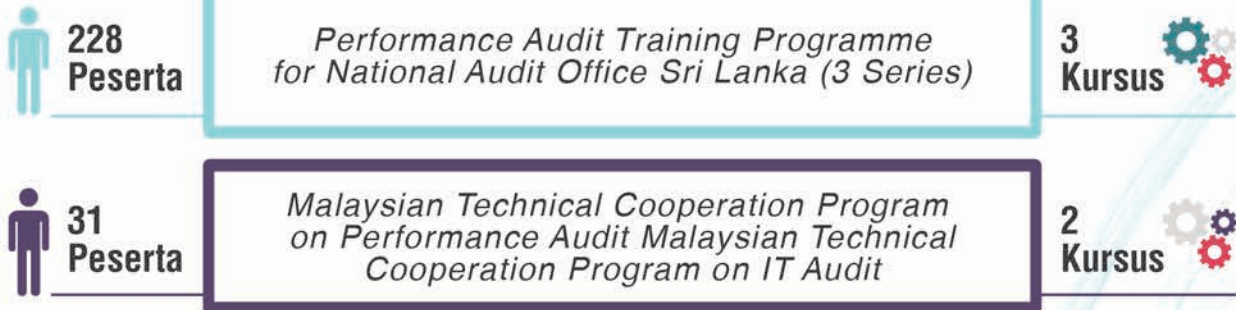 228
Peserta
Performance Audit Training Programme
for National Audit Office Sri Lanka (3 Series)
3
Kursus
31
Peserta
Malaysian Technical Cooperation Program
on Performance Audit Malaysian Technical
Cooperation Program on IT Audit
2
Kursus